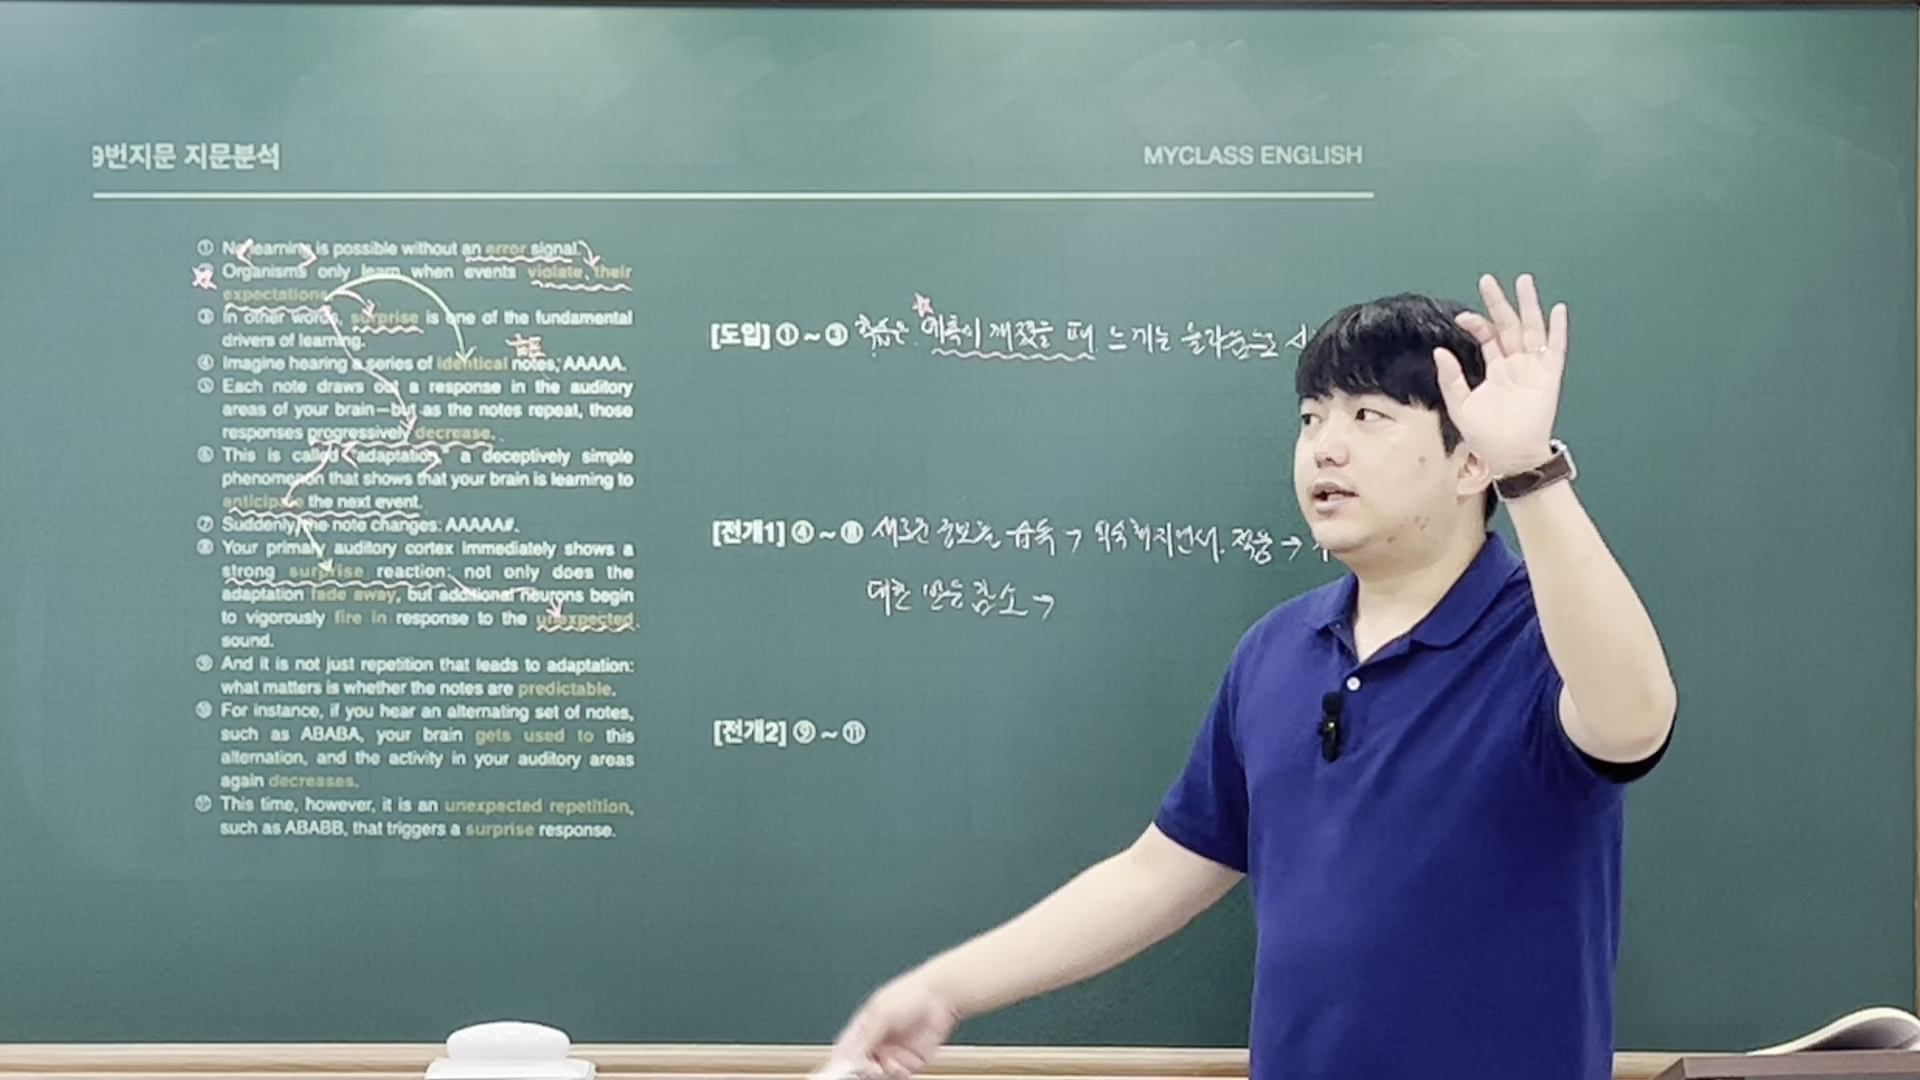 9번지문 지문분석
MYCLASS ENGLISH
① No learning is possible without an error signal.
② Organisms only learn when events violate their
expectations.
③ In other words, surprise is one of the fundamental
drivers of learning.
④ Imagine hearing a series of identical notes, AAAAA.
⑤ Each note draws out a response in the auditory
areas of your brain—but as the notes repeat, those
responses progressively decrease.
⑥ This is called "adaptation," a deceptively simple
phenomenon that shows that your brain is learning to
anticipate the next event.
⑦ Suddenly, the note changes: AAAAA#.
⑧ Your primary auditory cortex immediately shows a
strong surprise reaction: not only does the
adaptation fade away, but additional neurons begin
to vigorously fire in response to the unexpected
sound.
⑨ And it is not just repetition that leads to adaptation:
what matters is whether the notes are predictable.
⑩ For instance, if you hear an alternating set of notes,
such as ABABA, your brain gets used to this
alternation, and the activity in your auditory areas
again decreases.
⑪ This time, however, it is an unexpected repetition,
such as ABABB, that triggers a surprise response.
[도입] ① ~ ③ 학습은 예측이 깨졌을 때 느끼는 놀라움으로
[전개1] ④ ~ ⑧ 새로운 정보를 습득 → 익숙해지면서 적응 →
대한 반응 감소 →
[전개2] ⑨ ~ ⑪